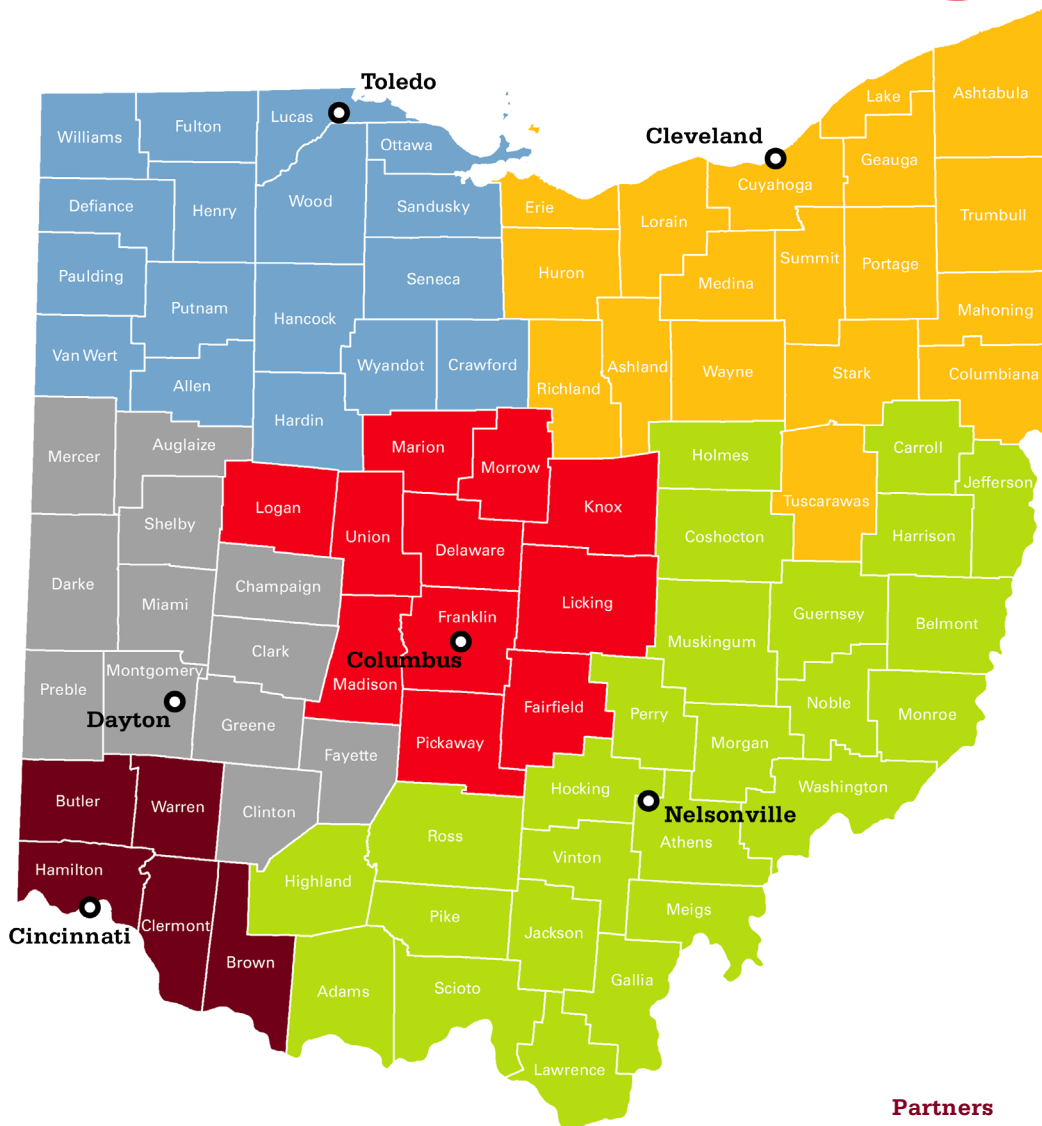 Toledo
Cleveland
Lake
Ashtabula
Williams
Fulton
Lucas
Ottawa
Geauga
Cuyahoga
Defiance
Henry
Wood
Sandusky
Erie
Lorain
Trumbull
Paulding
Putnam
Hancock
Seneca
Huron
Medina
Summit
Portage
Mahoning
Van Wert
Allen
Wyandot
Crawford
Richland
Ashland
Wayne
Stark
Columbiana
Hardin
Mercer
Auglaize
Marion
Morrow
Holmes
Carroll
Jefferson
Shelby
Logan
Union
Knox
Tuscarawas
Delaware
Coshocton
Harrison
Darke
Miami
Champaign
Franklin
Licking
Guernsey
Belmont
Clark
Columbus
Muskingum
Preble
Montgomery
Madison
Dayton
Greene
Fairfield
Perry
Noble
Monroe
Fayette
Pickaway
Morgan
Butler
Warren
Clinton
Hocking
Washington
Nelsonville
Ross
Athens
Hamilton
Highland
Vinton
Cincinnati
Clermont
Pike
Jackson
Meigs
Brown
Adams
Scioto
Gallia
Lawrence
Partners